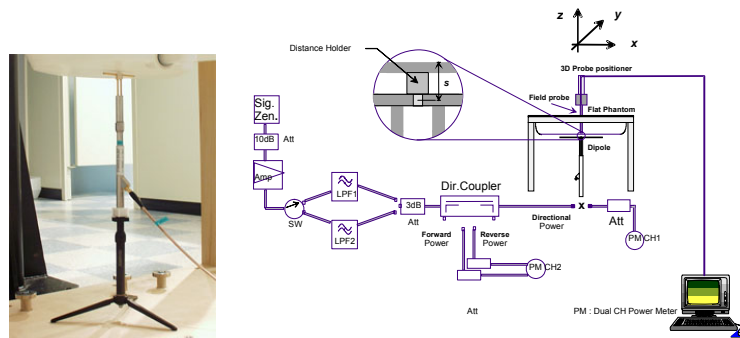 z
y
x
Distance Holder
s
3D Probe positioner
Field probe
Flat Phantom
Dipole
Sig.
Zen.
10dB
Att
Amp
SW
LPF1
LPF2
3dB
Att
Dir.Coupler
Forward
Power
Reverse
Power
Directional
Power
x
Att
PM CH1
PM CH2
Att
PM : Dual CH Power Meter